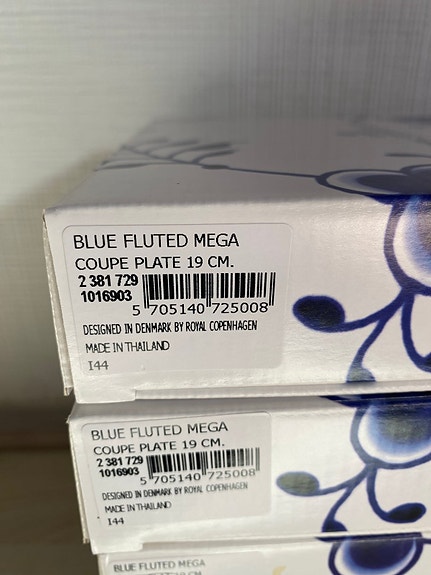 BLUE FLUTED MEGA
COUPE PLATE 19 CM.
2 381 729
1016903
5 705140 725008
DESIGNED IN DENMARK BY ROYAL COPENHAGEN
MADE IN THAILAND
I44
BLUE FLUTED MEGA
COUPE PLATE 19 CM.
2 381 729
1016903
5 705140 725008
DESIGNED IN DENMARK BY ROYAL COPENHAGEN
MADE IN THAILAND
I44
BLUE FLUTED MEGA